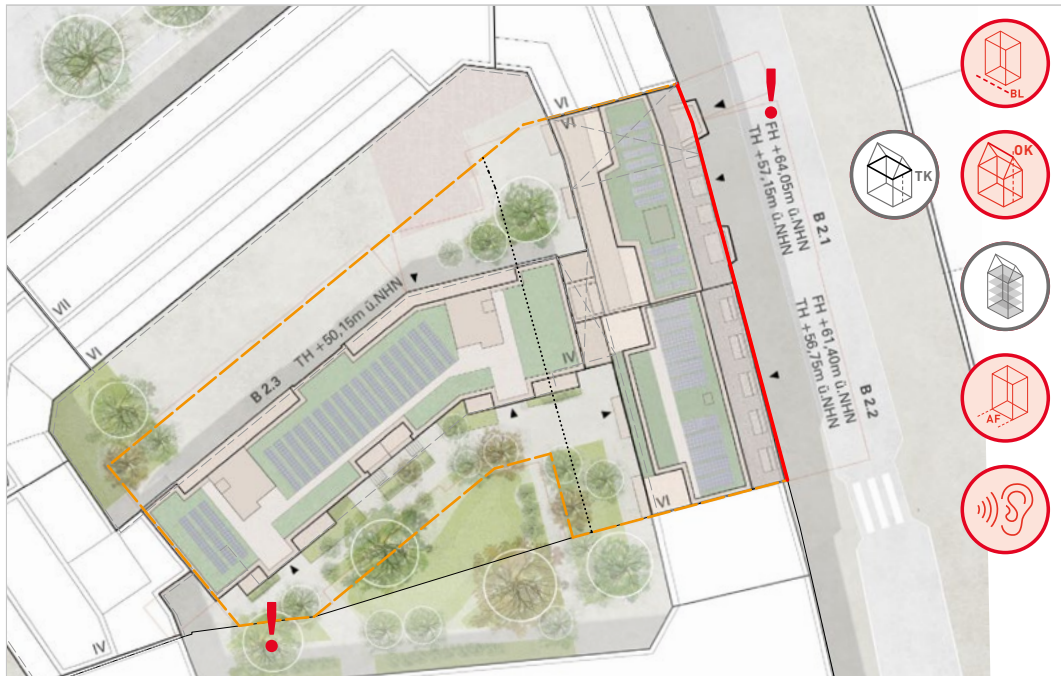 BL
OK
TK
AF
VI
VI
FH +64,05m ü.NHN
TH +57,15m ü.NHN
B 2.1
VII
VI
TH +50,15m ü.NHN
B 2.3
IV
FH +61,40m ü.NHN
TH +56,75m ü.NHN
B 2.2
VI
IV